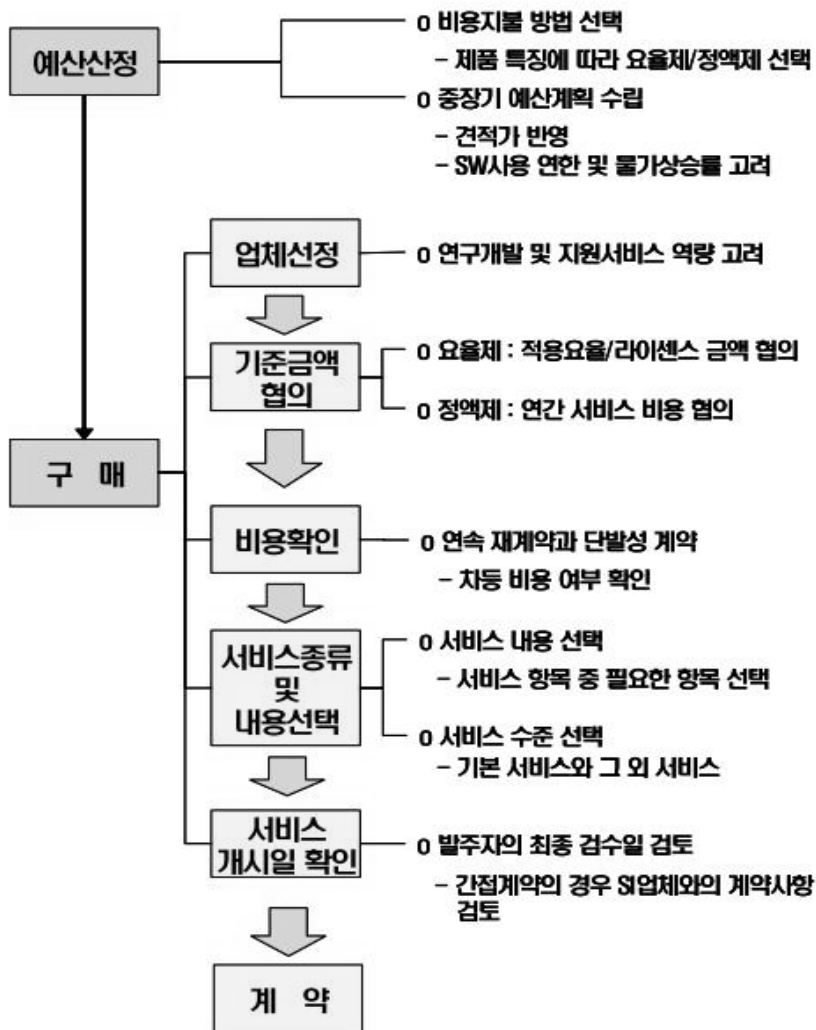 예산산정
o 비용지불 방법 선택
- 제품 특징에 따라 요율제/정액제 선택
o 중장기 예산계획 수립
- 견적가 반영
- SW사용 연한 및 물가상승률 고려
구 매
업체선정
o 연구개발 및 지원서비스 역량 고려
기준금액
협의
o 요율제 : 적용요율/라이센스 금액 협의
o 정액제 : 연간 서비스 비용 협의
비용확인
o 연속 재계약과 단발성 계약
- 차등 비용 여부 확인
서비스종류
및
내용선택
o 서비스 내용 선택
- 서비스 항목 중 필요한 항목 선택
o 서비스 수준 선택
- 기본 서비스와 그 외 서비스
서비스
개시일 확인
o 발주자의 최종 검수일 검토
- 간접계약의 경우 SI업체와의 계약사항
검토
계 약